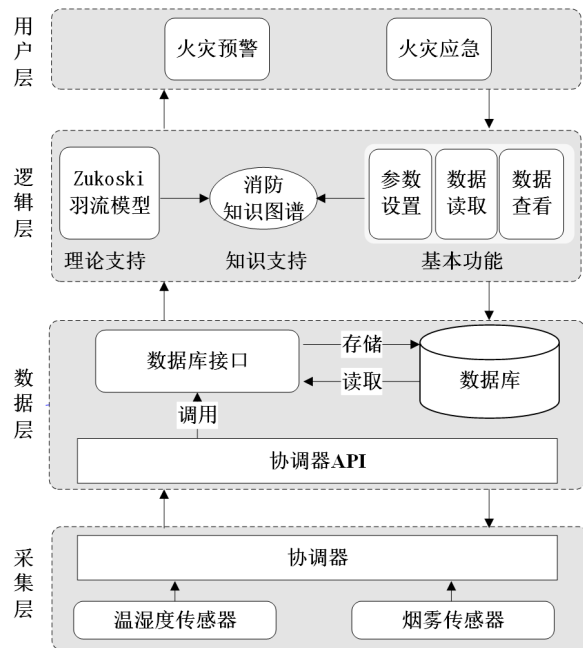 用户层
火灾预警
火灾应急
逻辑层
Zukoski
羽流模型
消防
知识图谱
参数
设置
数据
读取
数据
查看
理论支持
知识支持
基本功能
数据层
数据库接口
存储
读取
数据库
调用
协调器API
采集层
协调器
温湿度传感器
烟雾传感器